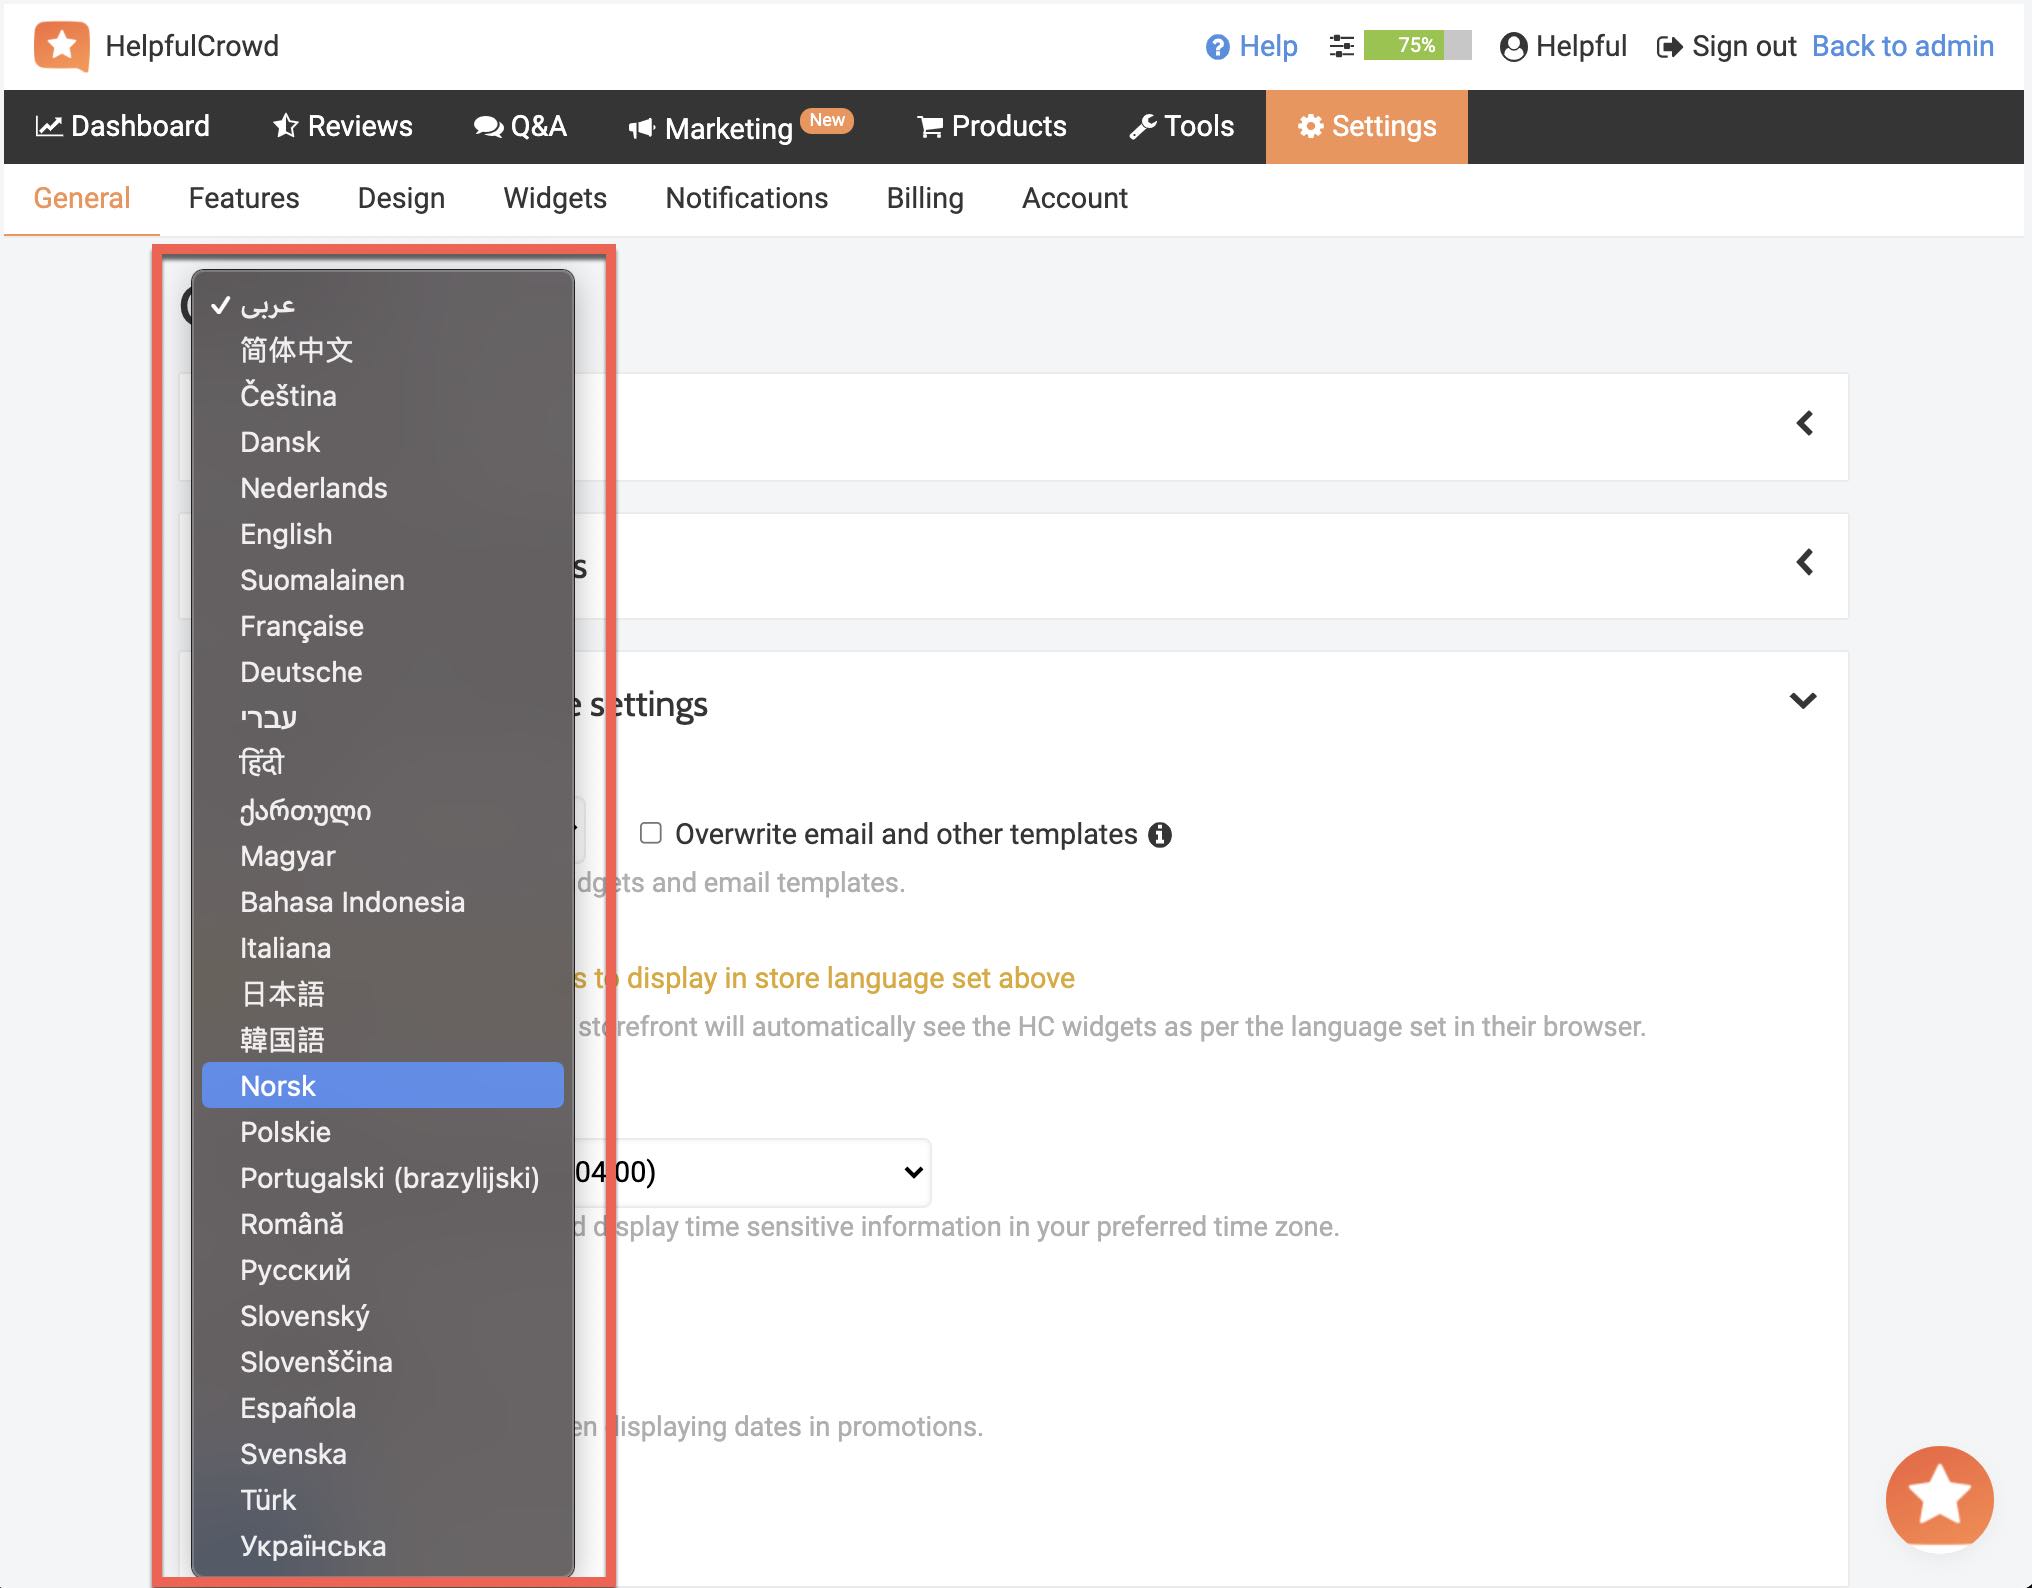 HelpfulCrowd
Help 75% Helpful Sign out Back to admin
Dashboard Reviews Q&A Marketing New Products Tools Settings
General Features Design Widgets Notifications Billing Account
عربى
简体中文
Čeština
Dansk
Nederlands
English
Suomalainen
Française
Deutsche
עברי
हिंदी
ქართული
Magyar
Bahasa Indonesia
Italiana
日本語
韓国語
Norsk
Polskie
Portugalski (brazylijski)
Română
Русский
Slovenský
Slovenščina
Española
Svenska
Türk
Українська
settings
Overwrite email and other templates
and email templates.
to display in store language set above
storefront will automatically see the HC widgets as per the language set in their browser.
04:00)
display time sensitive information in your preferred time zone.
displaying dates in promotions.